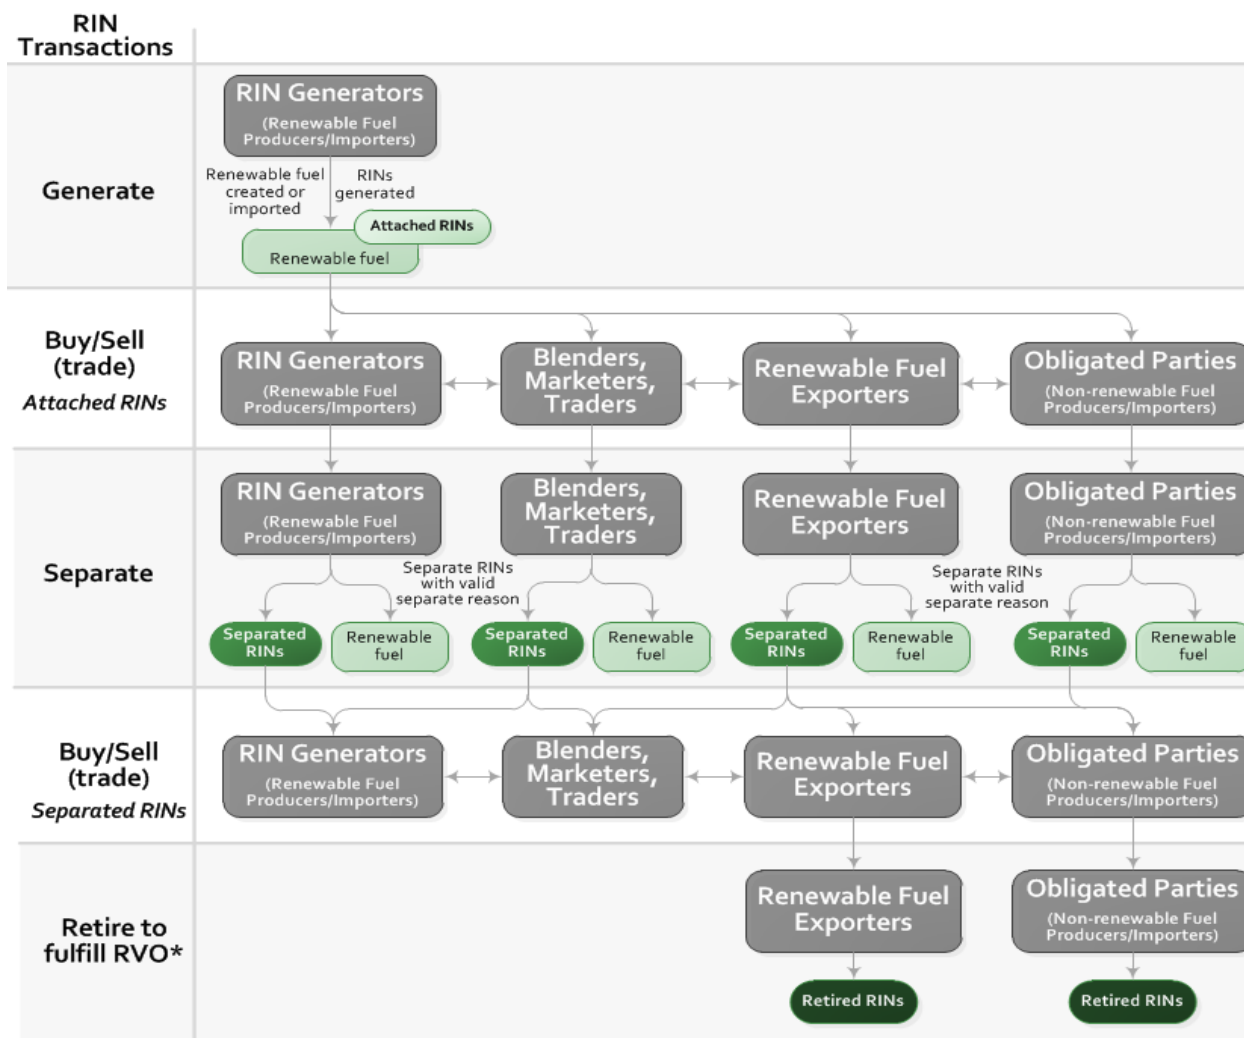 RIN
Transactions
Generate
RIN Generators
(Renewable Fuel
Producers/Importers)
Renewable fuel
created or
imported
RINs
generated
Attached RINs
Renewable fuel
Buy/Sell
(trade)
Attached RINs
RIN Generators
(Renewable Fuel
Producers/Importers)
Blenders,
Marketers,
Traders
Renewable Fuel
Exporters
Obligated Parties
(Non-renewable Fuel
Producers/Importers)
Separate
RIN Generators
(Renewable Fuel
Producers/Importers)
Blenders,
Marketers,
Traders
Renewable Fuel
Exporters
Obligated Parties
(Non-renewable Fuel
Producers/Importers)
Separate RINs
with valid
separate reason
Separate RINs
with valid
separate reason
Separated
RINs
Renewable
fuel
Separated
RINs
Renewable
fuel
Separated
RINs
Renewable
fuel
Separated
RINs
Renewable
fuel
Buy/Sell
(trade)
Separated RINs
RIN Generators
(Renewable Fuel
Producers/Importers)
Blenders,
Marketers,
Traders
Renewable Fuel
Exporters
Obligated Parties
(Non-renewable Fuel
Producers/Importers)
Retire to
fulfill RVO*
Renewable Fuel
Exporters
Obligated Parties
(Non-renewable Fuel
Producers/Importers)
Retired RINs
Retired RINs